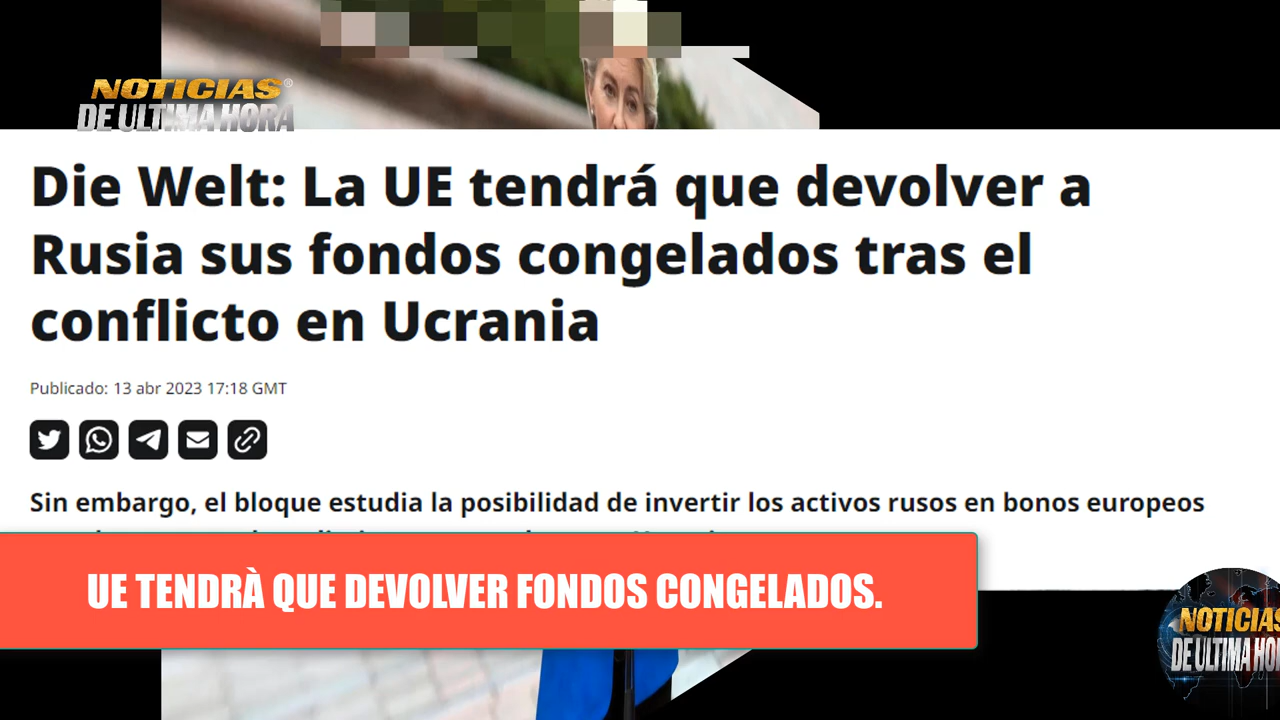 NOTICIAS®
DE ULTIMA HORA
Die Welt: La UE tendrá que devolver a
Rusia sus fondos congelados tras el
conflicto en Ucrania
Publicado: 13 abr 2023 17:18 GMT
Sin embargo, el bloque estudia la posibilidad de invertir los activos rusos en bonos europeos
UE TENDRÀ QUE DEVOLVER FONDOS CONGELADOS.
NOTICIAS
DE ULTIMA HO